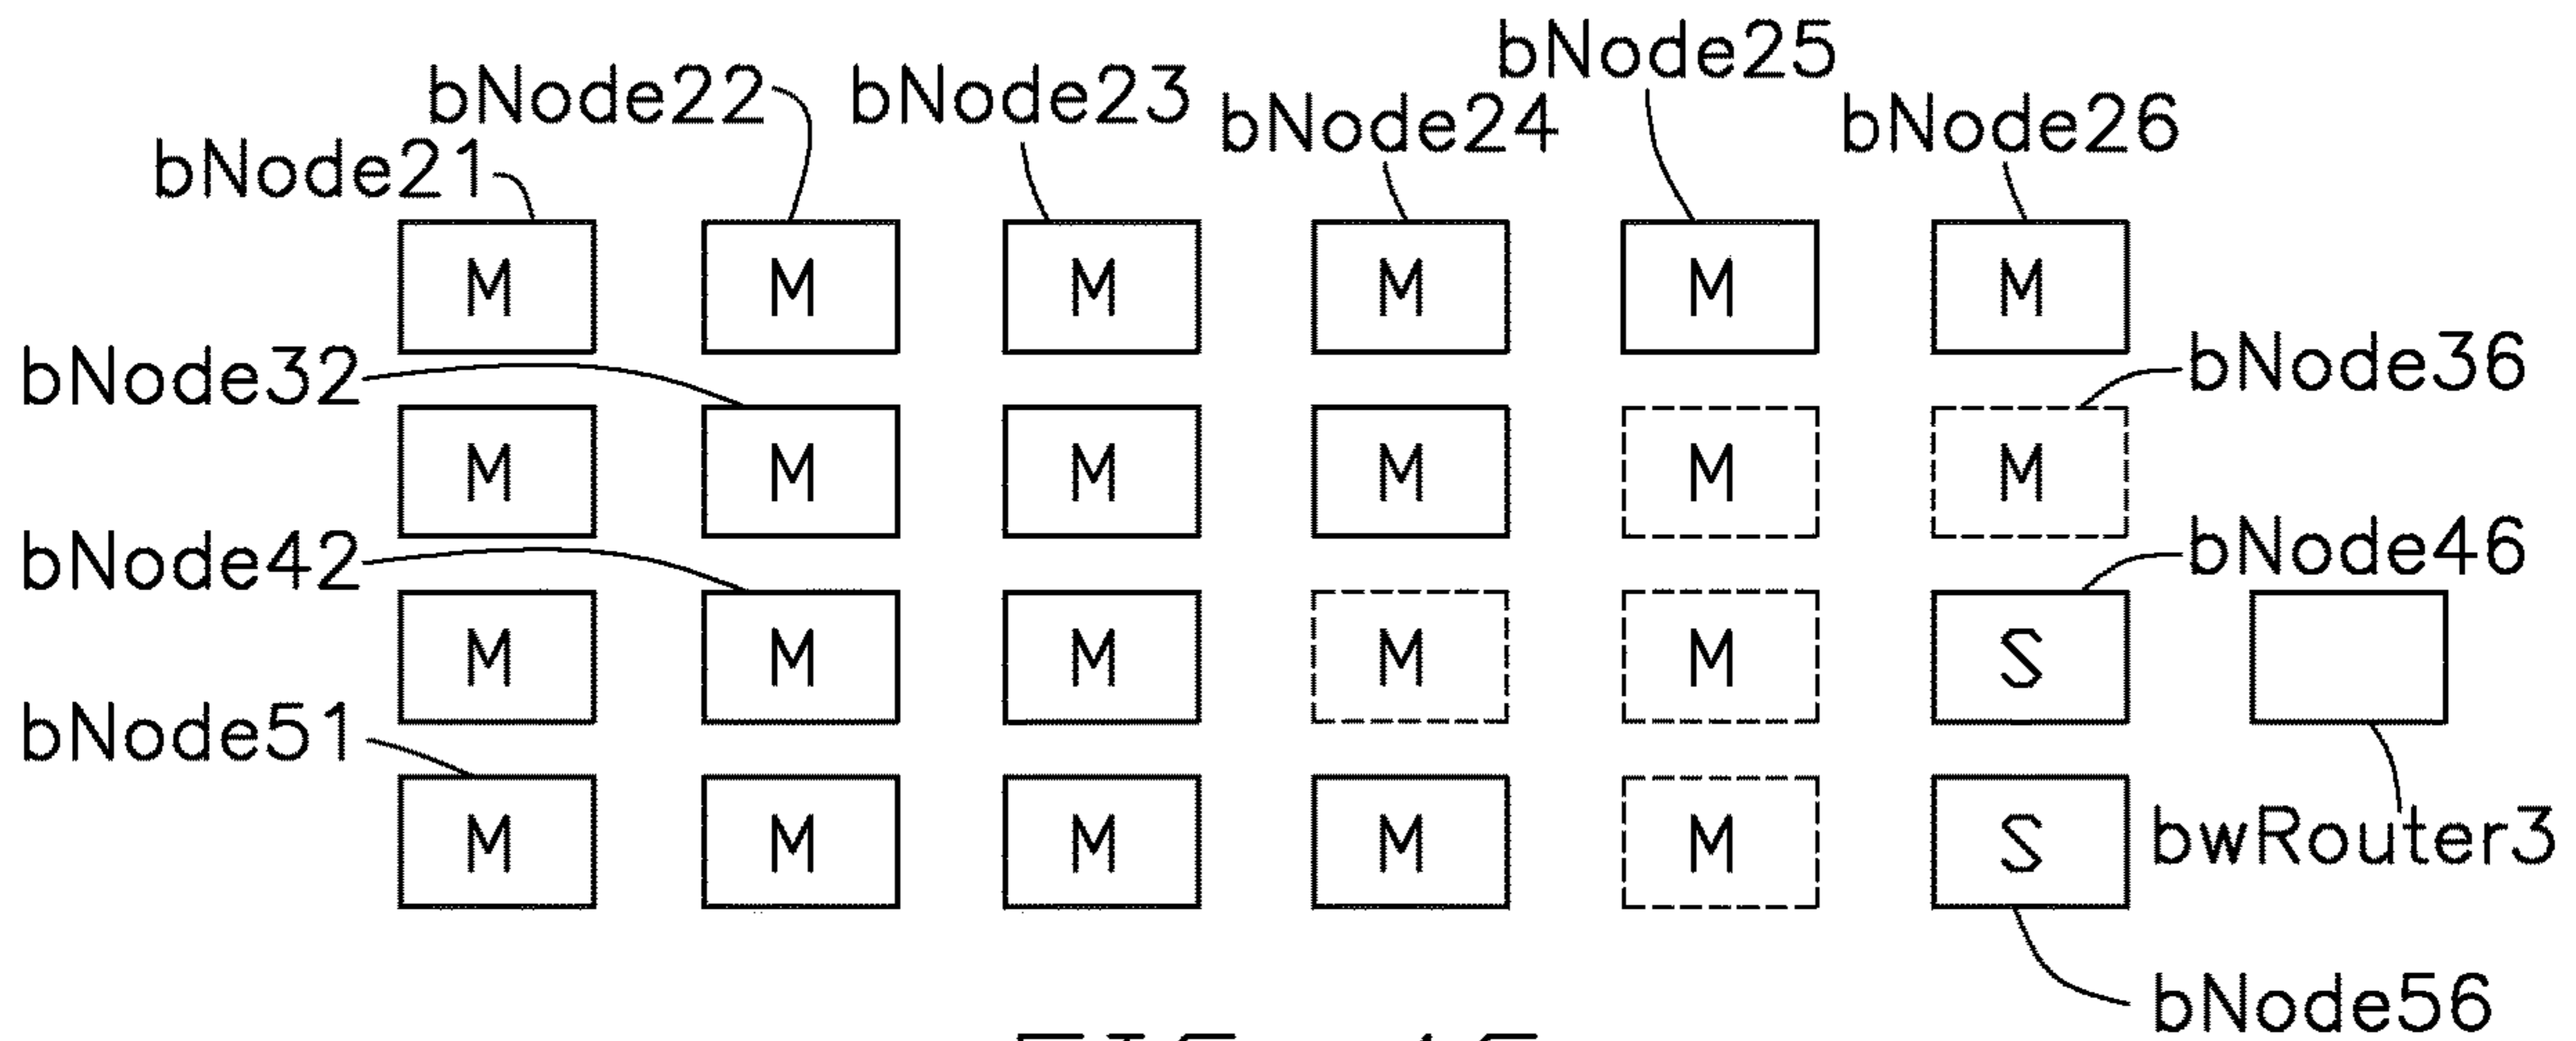 bNode25
bNode22 bNode23 bNode24 bNode26
bNode21
M M M M M M
bNode32 bNode36
M M M M M M
bNode42 bNode46
M M M M M S
bNode51
M M M M M S
bwRouter3
bNode56